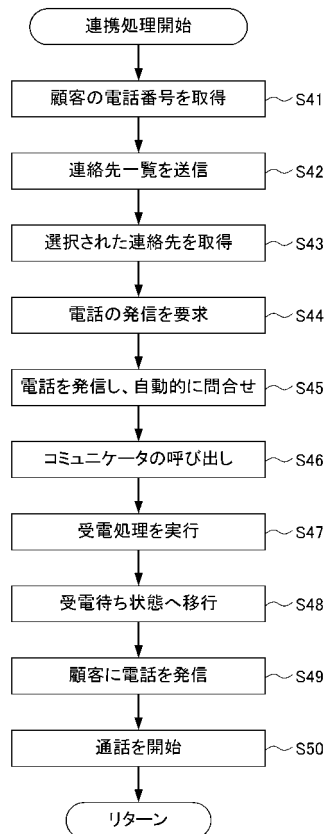 連携処理開始
顧客の電話番号を取得 S41
連絡先一覧を送信 S42
選択された連絡先を取得 S43
電話の発信を要求 S44
電話を発信し、自動的に問合せ S45
コミュニケータの呼び出し S46
受電処理を実行 S47
受電待ち状態へ移行 S48
顧客に電話を発信 S49
通話を開始 S50
リターン